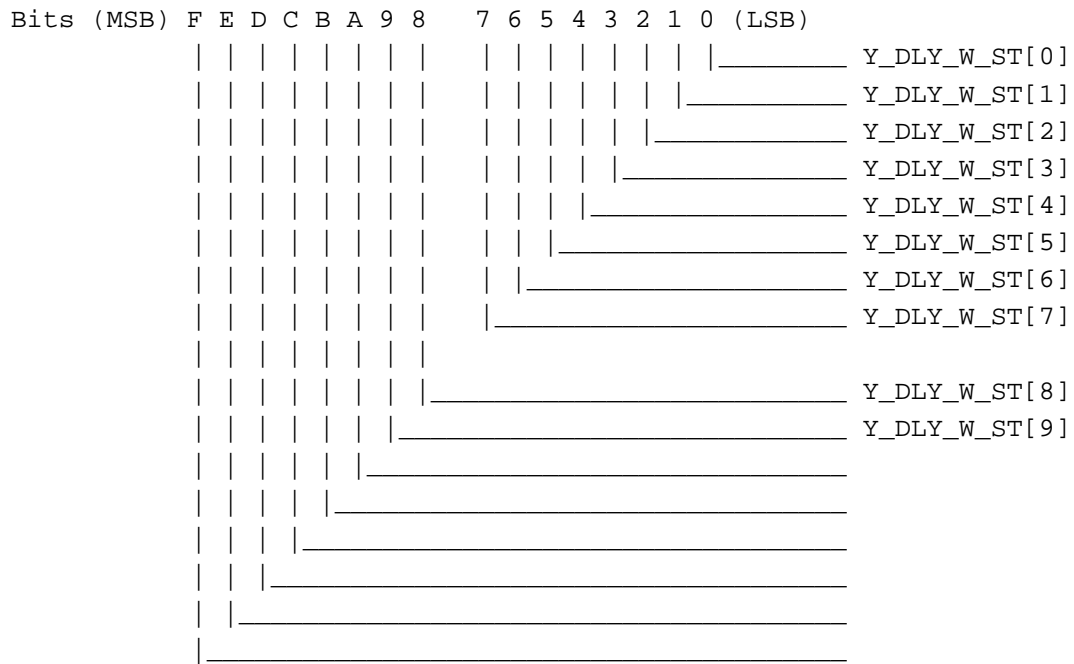 Bits (MSB) F E D C B A 9 8 7 6 5 4 3 2 1 0 (LSB)
Y_DLY_W_ST[0]
Y_DLY_W_ST[1]
Y_DLY_W_ST[2]
Y_DLY_W_ST[3]
Y_DLY_W_ST[4]
Y_DLY_W_ST[5]
Y_DLY_W_ST[6]
Y_DLY_W_ST[7]
Y_DLY_W_ST[8]
Y_DLY_W_ST[9]